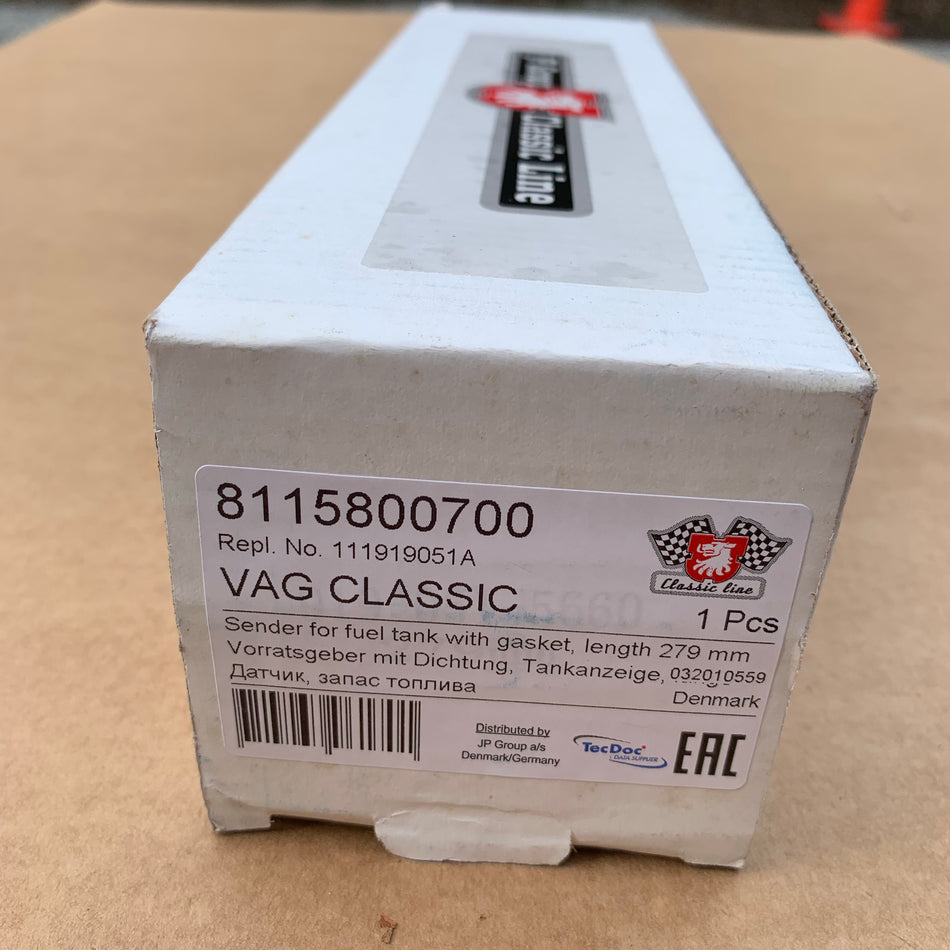 Classic Line
8115800700
Repl. No. 111919051A
VAG CLASSIC
Classic line
1 Pcs
Sender for fuel tank with gasket, length 279 mm
Vorratsgeber mit Dichtung, Tankanzeige, 032010559
Датчик, запас топлива
Denmark
Distributed by
JP Group a/s
Denmark/Germany
TecDoc
DATA SUPPLIER
EAC